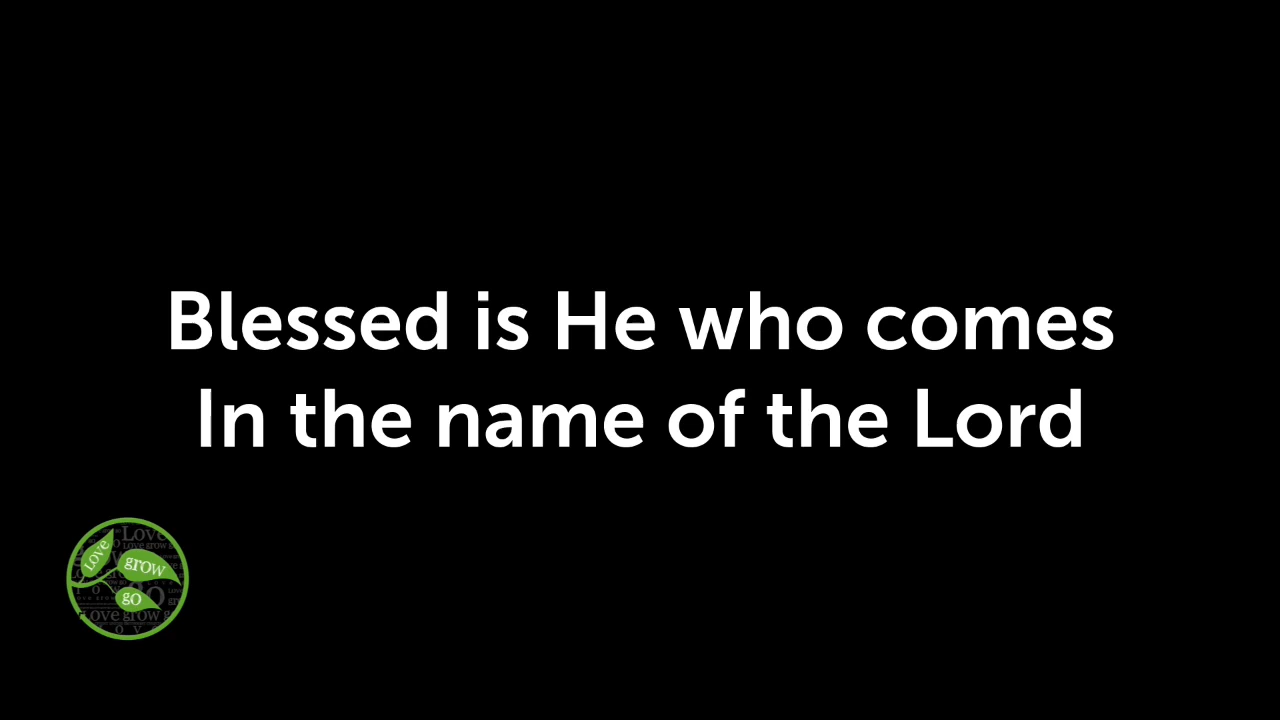 Blessed is He who comes
In the name of the Lord
Love
grow
go